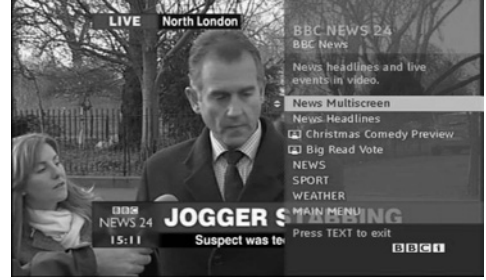 LIVE North London
BBC NEWS 24
BBC News
News headlines and live
events in video.
News Multiscreen
News Headlines
Christmas Comedy Preview
Big Read Vote
NEWS
SPORT
WEATHER
MAIN MENU
Press TEXT to exit
BBCi
BBC
NEWS 24
15:11
JOGGER STABBING
Suspect was